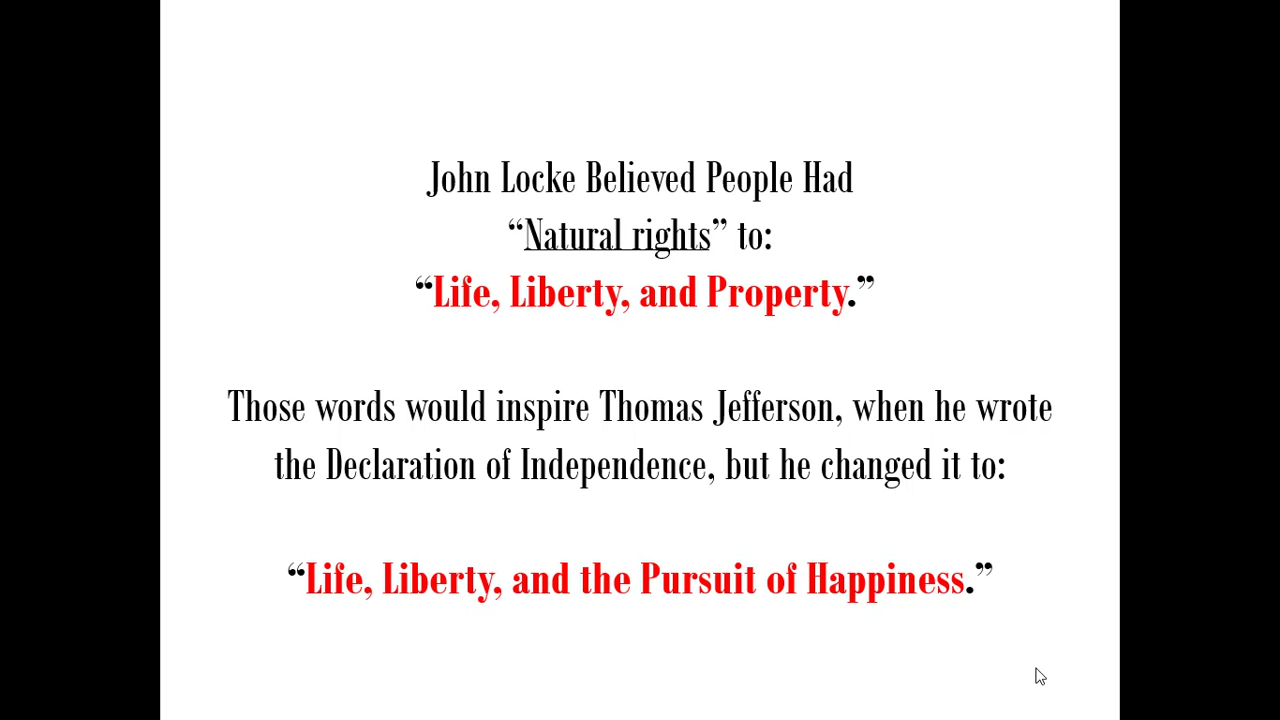 John Locke Believed People Had
“Natural rights” to:
“Life, Liberty, and Property.”
Those words would inspire Thomas Jefferson, when he wrote
the Declaration of Independence, but he changed it to:
“Life, Liberty, and the Pursuit of Happiness.”